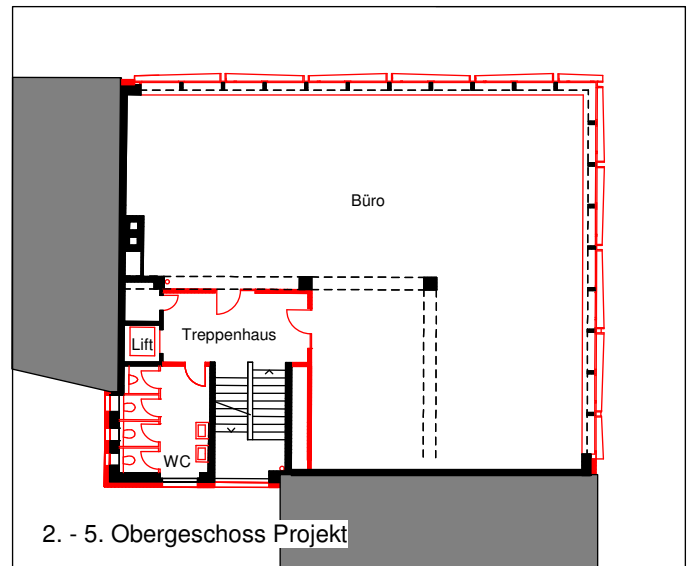 Büro
Treppenhaus
Lift
WC
2. - 5. Obergeschoss Projekt